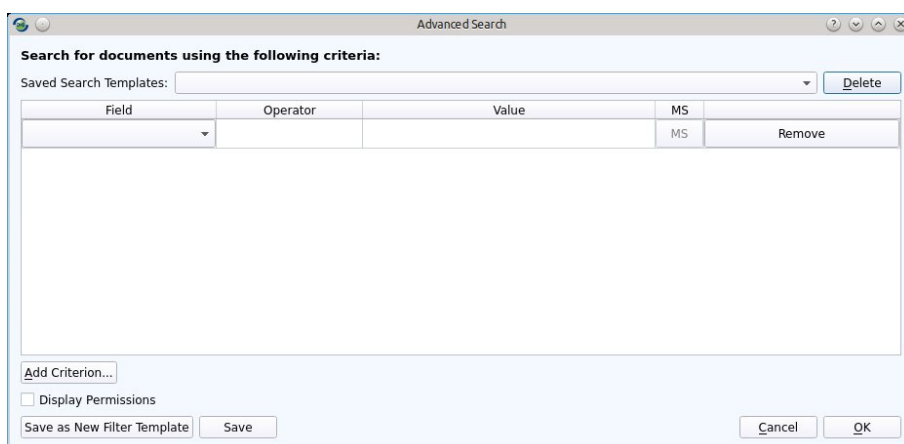 Advanced Search
Search for documents using the following criteria:
Saved Search Templates: Delete
Field Operator Value MS
MS Remove
Add Criterion...
Display Permissions
Save as New Filter Template Save Cancel OK